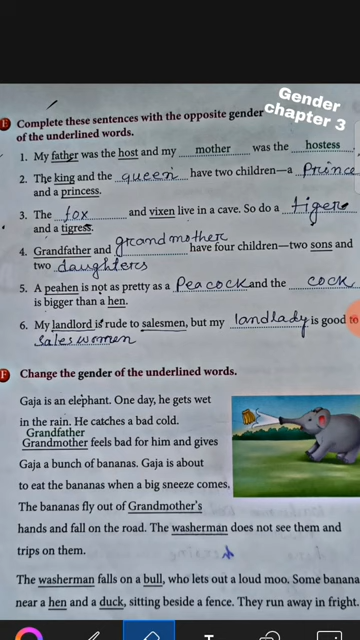 Gender
chapter 3
E Complete these sentences with the opposite gender
of the underlined words.
1. My father was the host and my mother was the hostess.
2. The king and the queen have two children–a Prince
and a princess.
3. The fox and vixen live in a cave. So do a tiger
and a tigress.
4. Grandfather and grandmother have four children–two sons and
two daughters
5. A peahen is not as pretty as a Peacock and the cock
is bigger than a hen.
6. My landlord is rude to salesmen, but my landlady is good to
saleswomen
F Change the gender of the underlined words.
Gaja is an elephant. One day, he gets wet
in the rain. He catches a bad cold.
Grandfather
Grandmother feels bad for him and gives
Gaja a bunch of bananas. Gaja is about
to eat the bananas when a big sneeze comes.
The bananas fly out of Grandmother's
hands and fall on the road. The washerman does not see them and
trips on them.
The washerman falls on a bull, who lets out a loud moo. Some banana
near a hen and a duck, sitting beside a fence. They run away in fright.
T